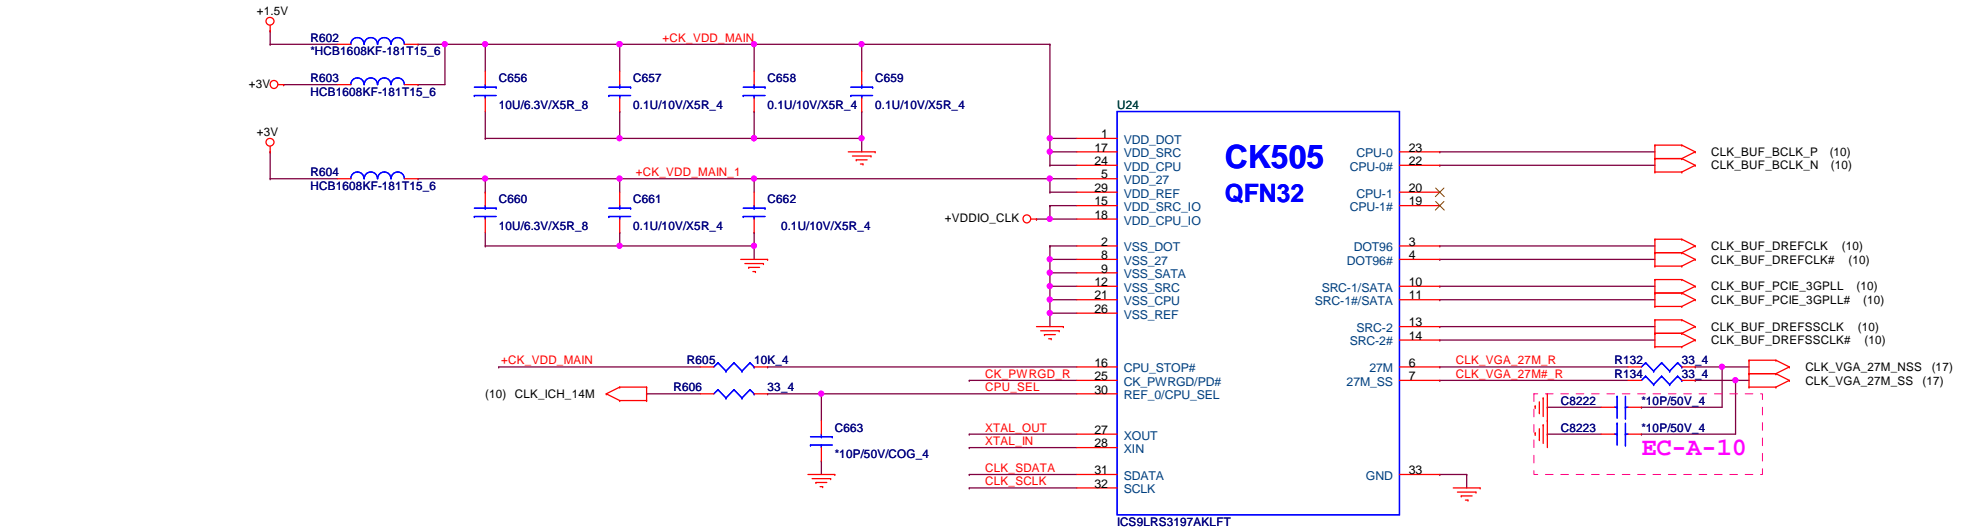 +1.5V
R602
*HCB1608KF-181T15_6
+CK_VDD_MAIN
+3V
R603
HCB1608KF-181T15_6
C656
10U/6.3V/X5R_8
C657
0.1U/10V/X5R_4
C658
0.1U/10V/X5R_4
C659
0.1U/10V/X5R_4
+3V
R604
HCB1608KF-181T15_6
+CK_VDD_MAIN_1
C660
10U/6.3V/X5R_8
C661
0.1U/10V/X5R_4
C662
0.1U/10V/X5R_4
+VDDIO_CLK
U24
CK505
QFN32
1 VDD_DOT
17 VDD_SRC
24 VDD_CPU
5 VDD_27
29 VDD_REF
15 VDD_SRC_IO
18 VDD_CPU_IO
2 VSS_DOT
8 VSS_27
9 VSS_SATA
12 VSS_SRC
21 VSS_CPU
26 VSS_REF
+CK_VDD_MAIN R605 10K_4 16 CPU_STOP#
CK_PWRGD_R 25 CK_PWRGD/PD#
(10) CLK_ICH_14M R606 33_4 CPU_SEL 30 REF_0/CPU_SEL
C663
*10P/50V/COG_4
XTAL_OUT 27 XOUT
XTAL_IN 28 XIN
CLK_SDATA 31 SDATA
CLK_SCLK 32 SCLK
CPU-0 23 CLK_BUF_BCLK_P (10)
CPU-0# 22 CLK_BUF_BCLK_N (10)
CPU-1 20
CPU-1# 19
DOT96 3 CLK_BUF_DREFCLK (10)
DOT96# 4 CLK_BUF_DREFCLK# (10)
SRC-1/SATA 10 CLK_BUF_PCIE_3GPLL (10)
SRC-1#/SATA 11 CLK_BUF_PCIE_3GPLL# (10)
SRC-2 13 CLK_BUF_DREFSSCLK (10)
SRC-2# 14 CLK_BUF_DREFSSCLK# (10)
27M 6 CLK_VGA_27M_R R132 33_4 CLK_VGA_27M_NSS (17)
27M_SS 7 CLK_VGA_27M#_R R134 33_4 CLK_VGA_27M_SS (17)
C8222 *10P/50V_4
C8223 *10P/50V_4
EC-A-10
GND 33
ICS9LRS3197AKLFT